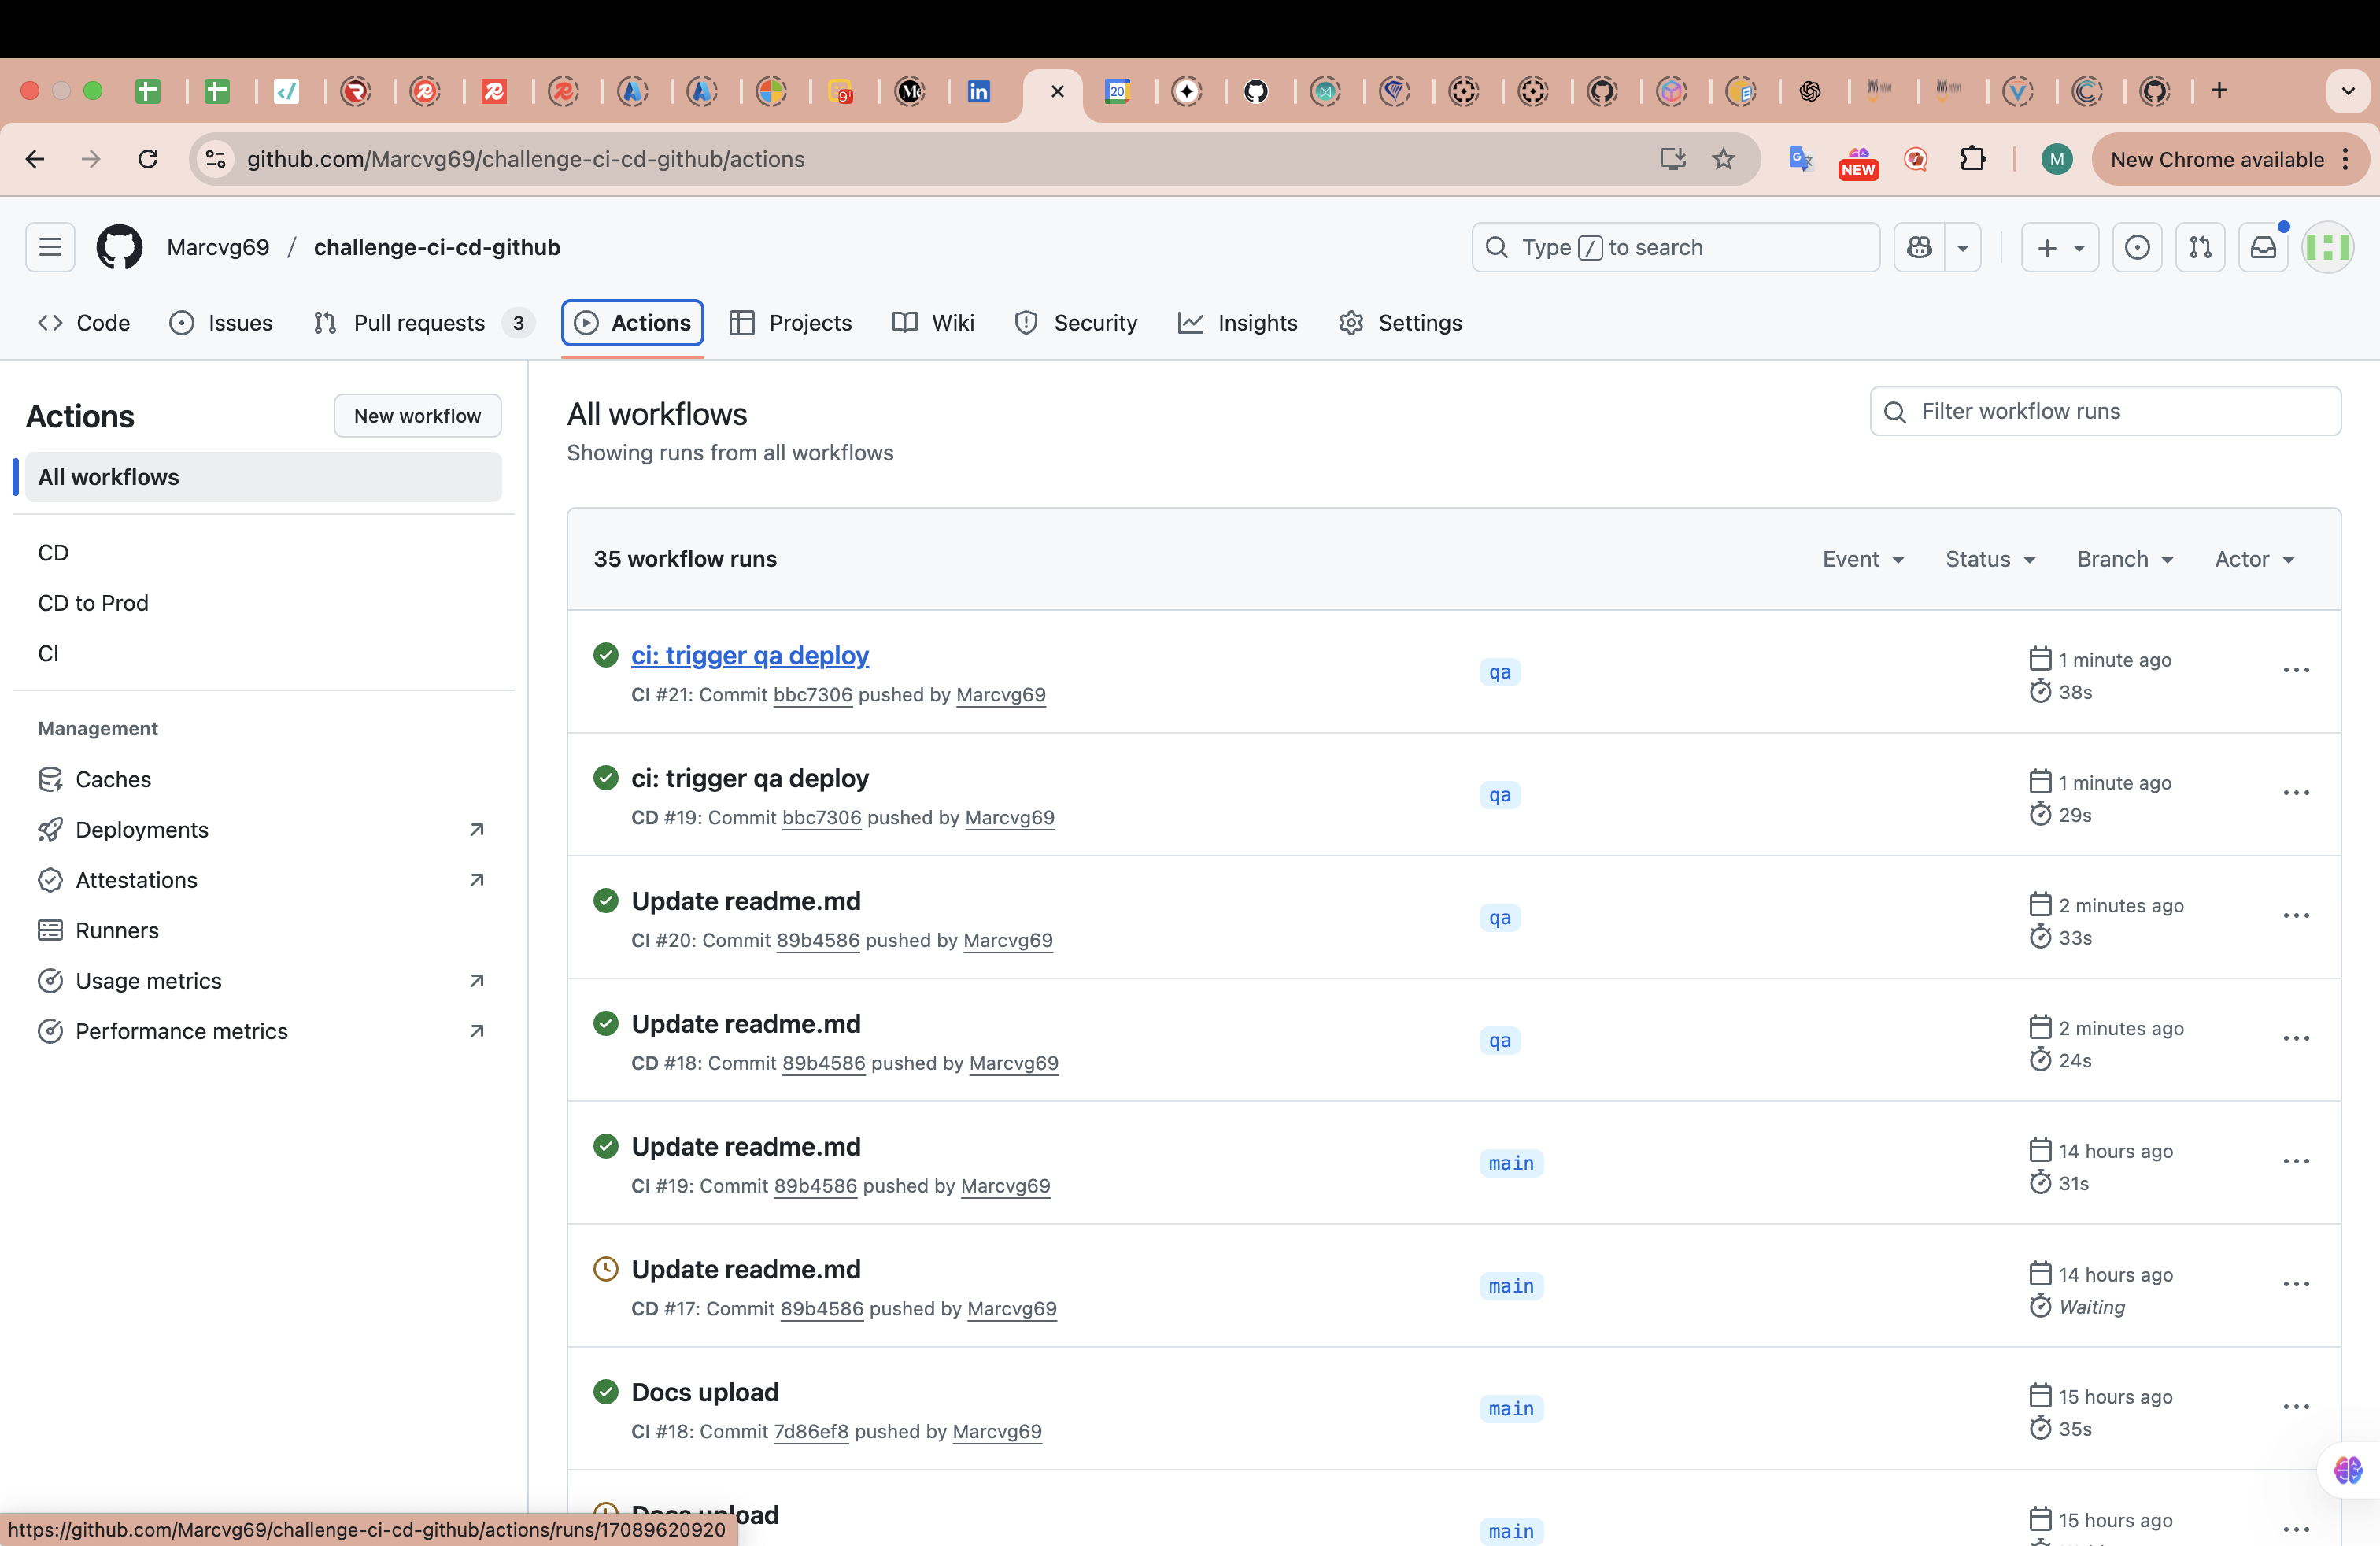 9+
20
github.com/Marcvg69/challenge-ci-cd-github/actions
NEW
M
New Chrome available
Marcvg69 / challenge-ci-cd-github
Type / to search
Code
Issues
Pull requests 3
Actions
Projects
Wiki
Security
Insights
Settings
Actions
New workflow
All workflows
CD
CD to Prod
CI
Management
Caches
Deployments
Attestations
Runners
Usage metrics
Performance metrics
All workflows
Showing runs from all workflows
Filter workflow runs
35 workflow runs
Event
Status
Branch
Actor
ci: trigger qa deploy
CI #21: Commit bbc7306 pushed by Marcvg69
qa
1 minute ago
38s
ci: trigger qa deploy
CD #19: Commit bbc7306 pushed by Marcvg69
qa
1 minute ago
29s
Update readme.md
CI #20: Commit 89b4586 pushed by Marcvg69
qa
2 minutes ago
33s
Update readme.md
CD #18: Commit 89b4586 pushed by Marcvg69
qa
2 minutes ago
24s
Update readme.md
CI #19: Commit 89b4586 pushed by Marcvg69
main
14 hours ago
31s
Update readme.md
CD #17: Commit 89b4586 pushed by Marcvg69
main
14 hours ago
Waiting
Docs upload
CI #18: Commit 7d86ef8 pushed by Marcvg69
main
15 hours ago
35s
Docs upload
main
15 hours ago
https://github.com/Marcvg69/challenge-ci-cd-github/actions/runs/17089620920